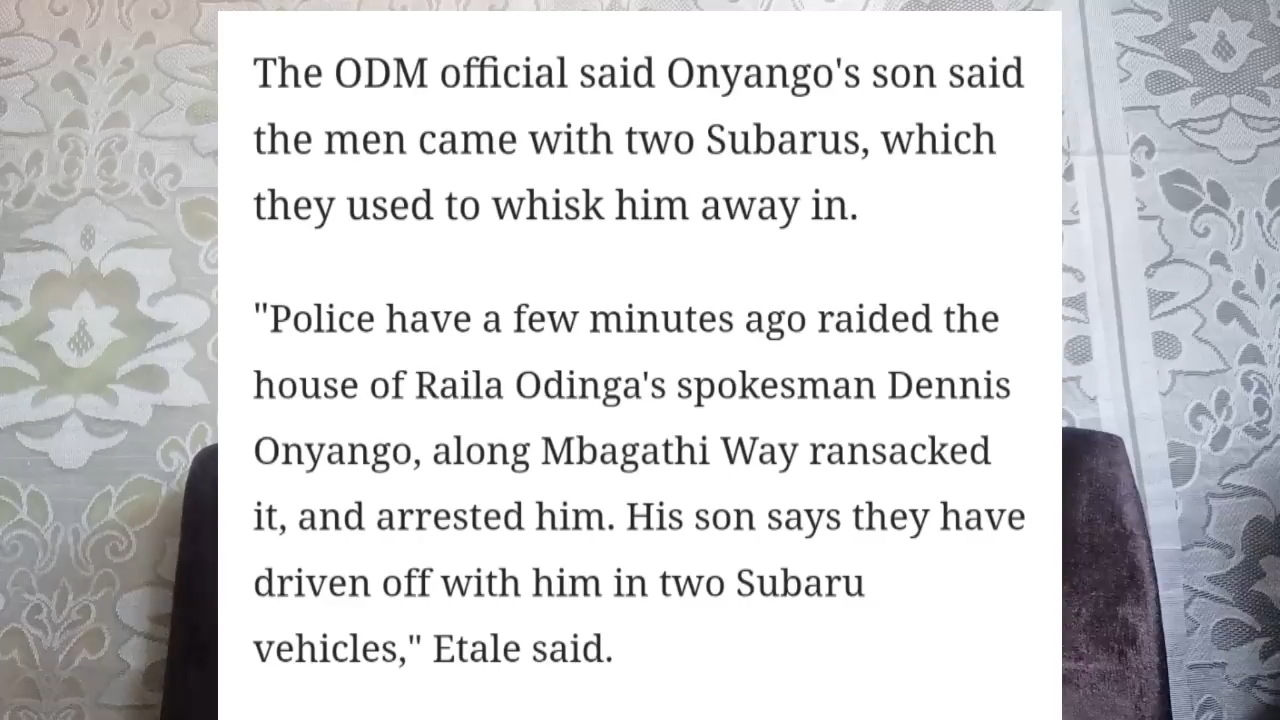 The ODM official said Onyango's son said
the men came with two Subarus, which
they used to whisk him away in.
"Police have a few minutes ago raided the
house of Raila Odinga's spokesman Dennis
Onyango, along Mbagathi Way ransacked
it, and arrested him. His son says they have
driven off with him in two Subaru
vehicles," Etale said.